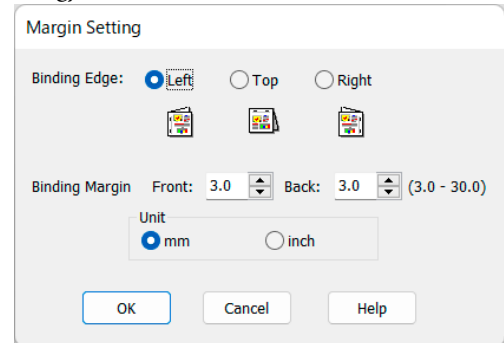 Margin Setting
Binding Edge: Left Top Right
Binding Margin Front: 3.0 Back: 3.0 (3.0 - 30.0)
Unit
mm inch
OK Cancel Help